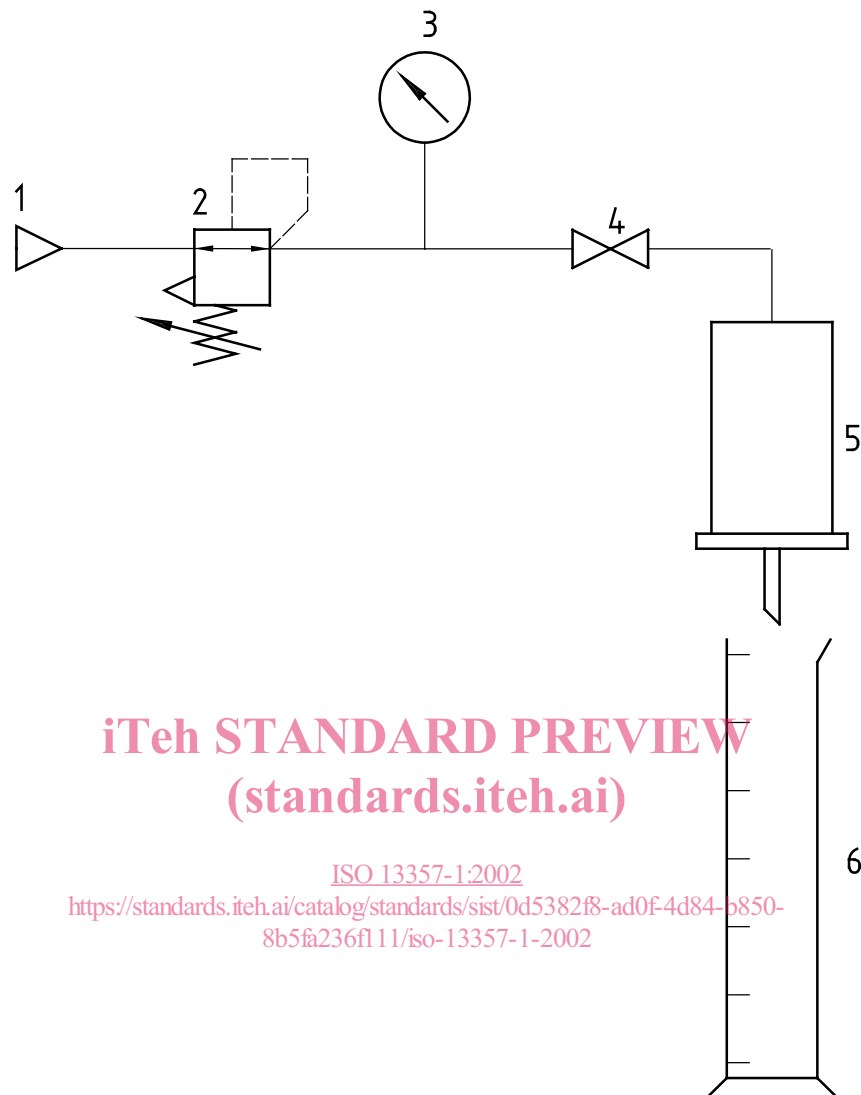 3
1
2
4
5
iTeh STANDARD PREVIEW
(standards.iteh.ai)
6
ISO 13357-1:2002
https://standards.iteh.ai/catalog/standards/sist/0d5382f8-ad0f-4d84-b850-
8b5fa236f111/iso-13357-1-2002